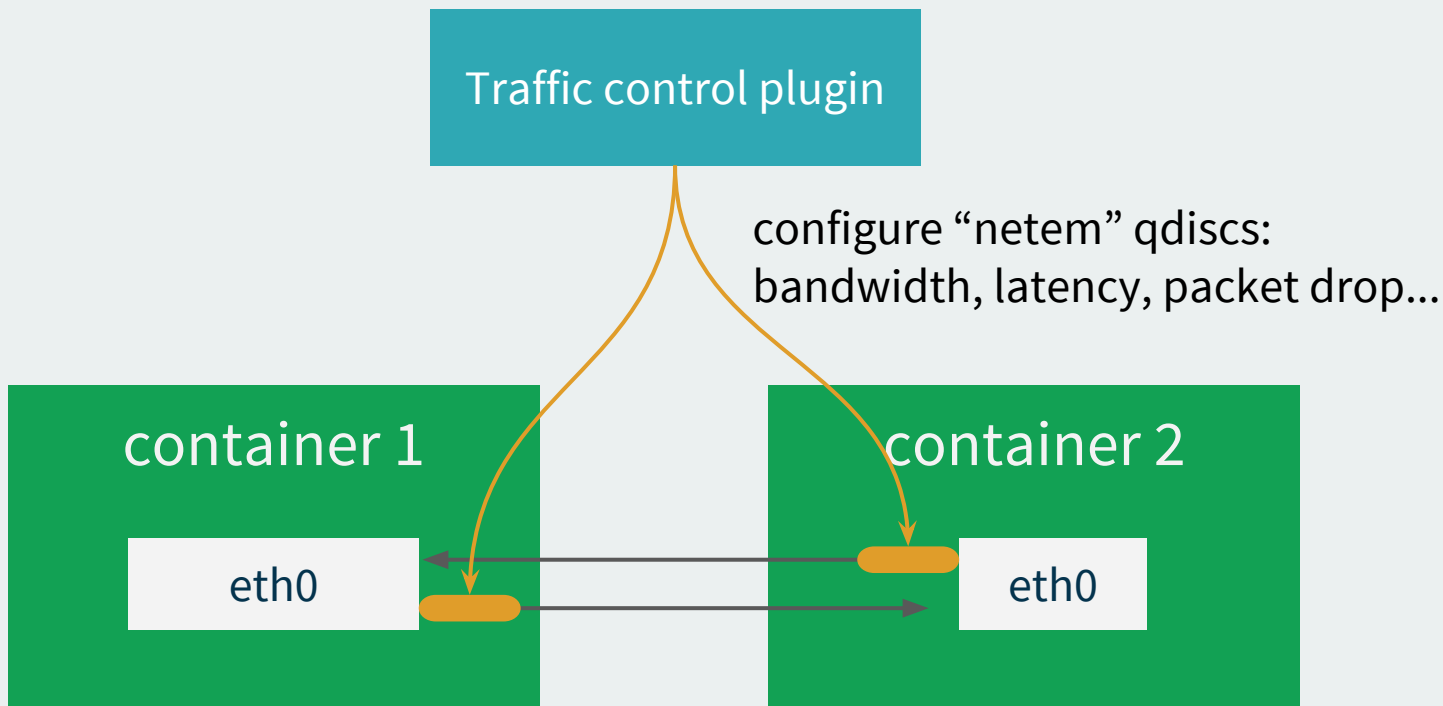 Traffic control plugin
configure “netem” qdiscs:
bandwidth, latency, packet drop...
container 1
container 2
eth0
eth0